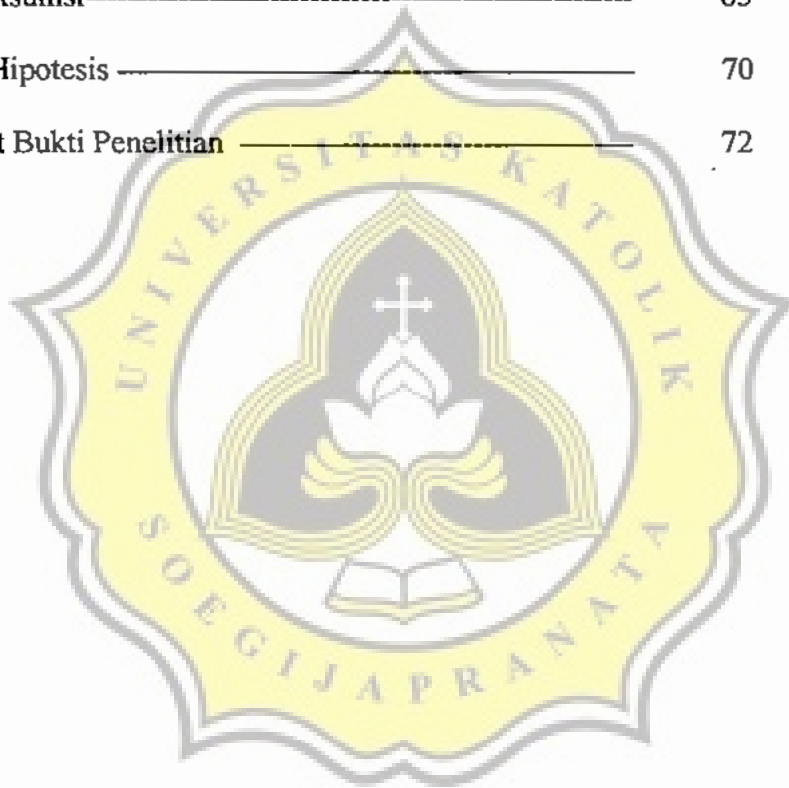 Hipotesis 70
t Bukti Penelitian 72
UNIVERSITAS KATOLIK
SOEGIJAPRANATA